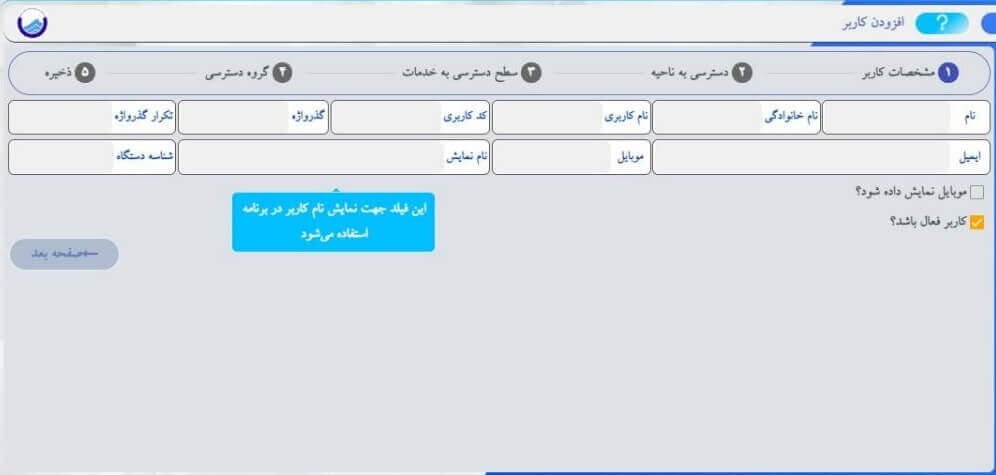 افزودن کاربر ?
۱ مشخصات کاربر ۲ دسترسی به ناحیه ۳ سطح دسترسی به خدمات ۴ گروه دسترسی ۵ ذخیره
نام نام خانوادگی نام کاربری کد کاربری گذرواژه تکرار گذرواژه
ایمیل موبایل نام نمایش شناسه دستگاه
موبایل نمایش داده شود؟
این فیلد جهت نمایش نام کاربر در برنامه
استفاده می‌شود
کاربر فعال باشد؟
صفحه بعد←